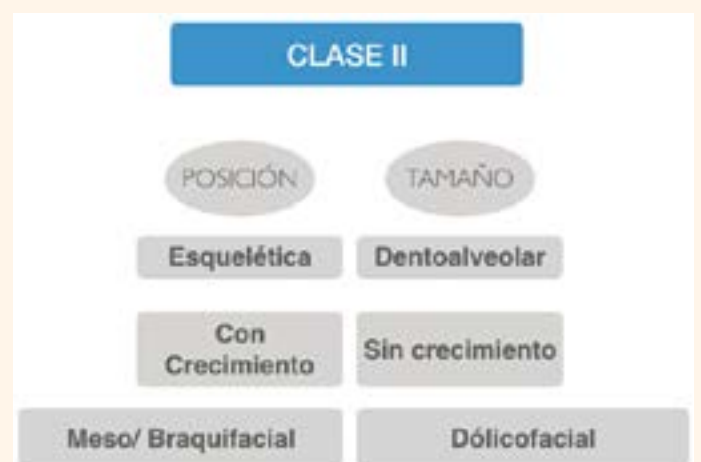 CLASE II
POSICIÓN
TAMAÑO
Esquelética
Dentoalveolar
Con
Crecimiento
Sin crecimiento
Meso/ Braquifacial
Dólicofacial